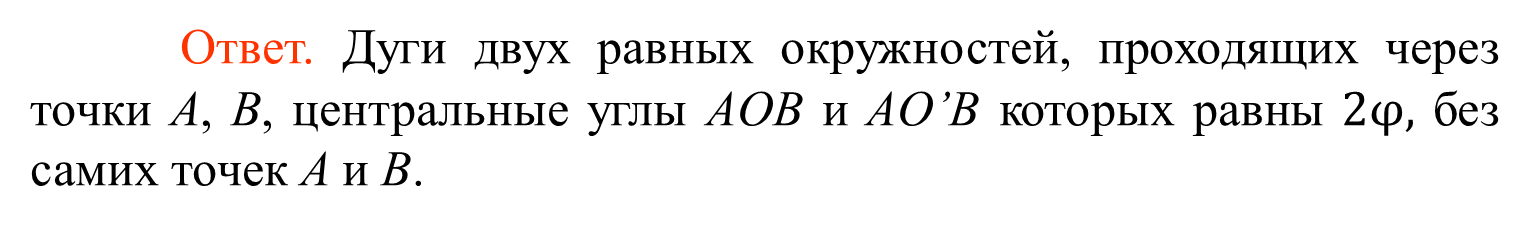 Ответ. Дуги двух равных окружностей, проходящих через
точки A, B, центральные углы AOB и AO’B которых равны 2φ, без
самих точек A и B.